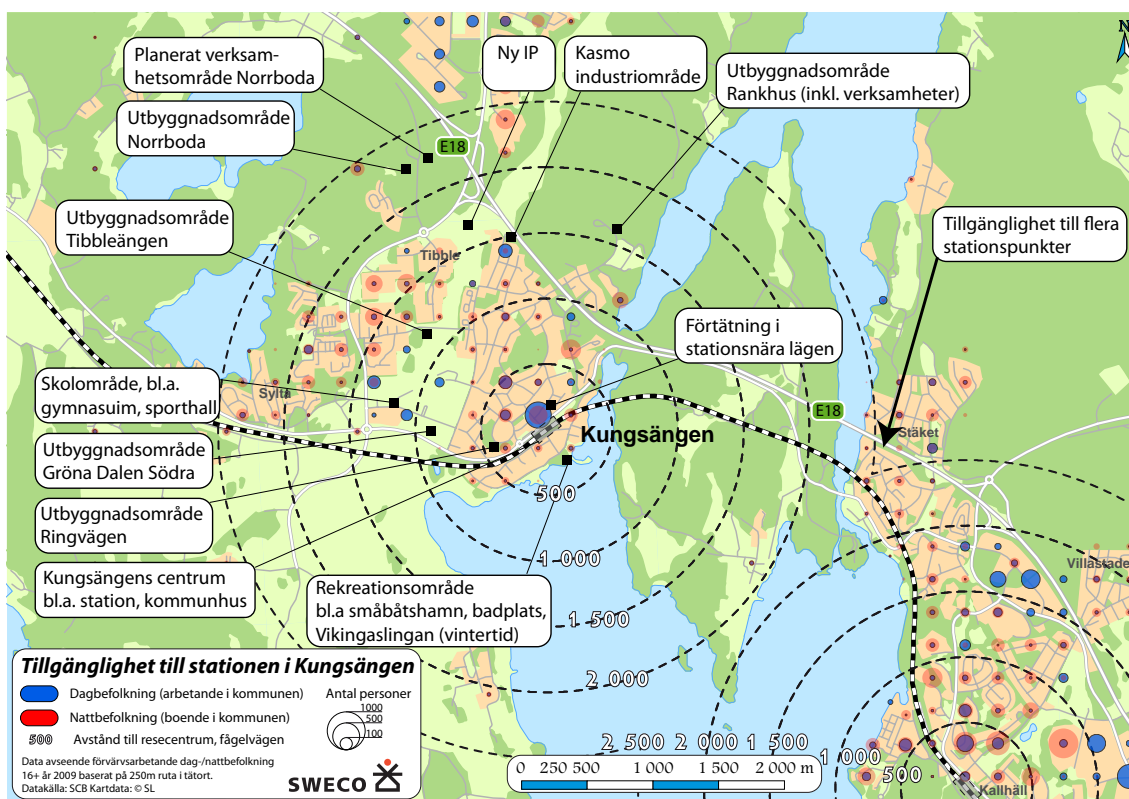 Planerat verksam-
hetsområde Norrboda
Ny IP
Kasmo
industriområde
Utbyggnadsområde
Rankhus (inkl. verksamheter)
N
Utbyggnadsområde
Norrboda
E18
Utbyggnadsområde
Tibbleängen
Tibble
Tillgänglighet till flera
stationspunkter
Förtätning i
stationsnära lägen
Skolområde, bl.a.
gymnasuim, sporthall
Sylta
E18
Stäket
Kungsängen
Utbyggnadsområde
Gröna Dalen Södra
500
Utbyggnadsområde
Ringvägen
1 000
Kungsängens centrum
bl.a. station, kommunhus
Rekreationsområde
bl.a småbåtshamn, badplats,
Vikingaslingan (vintertid)
Villastade
1 500
2 000
2 500
2 000
1 500
1 000
500
Kallhäll
Tillgänglighet till stationen i Kungsängen
Dagbefolkning (arbetande i kommunen)
Nattbefolkning (boende i kommunen)
500 Avstånd till resecentrum, fågelvägen
Antal personer
1000
500
100
Data avseende förvärvsarbetande dag-/nattbefolkning
16+ år 2009 baserat på 250m ruta i tätort.
Datakälla: SCB Kartdata: © SL
SWECO
0 250 500 1 000 1 500 2 000 m